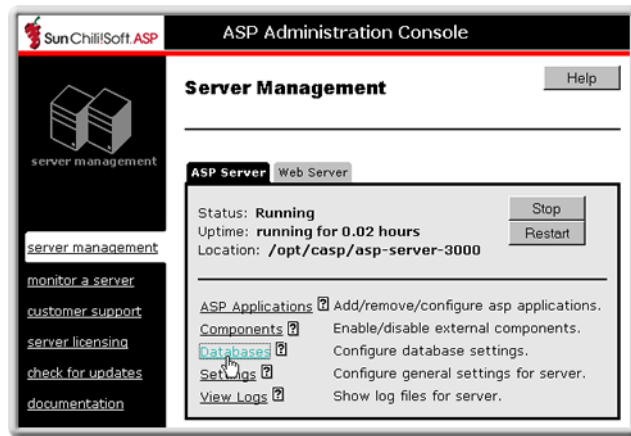 Sun Chili!Soft ASP
ASP Administration Console
Server Management
Help
server management
ASP Server
Web Server
Status: Running
Stop
Uptime: running for 0.02 hours
Restart
Location: /opt/casp/asp-server-3000
server management
monitor a server
customer support
server licensing
check for updates
documentation
ASP Applications ? Add/remove/configure asp applications.
Components ? Enable/disable external components.
Databases ? Configure database settings.
Settings ? Configure general settings for server.
View Logs ? Show log files for server.